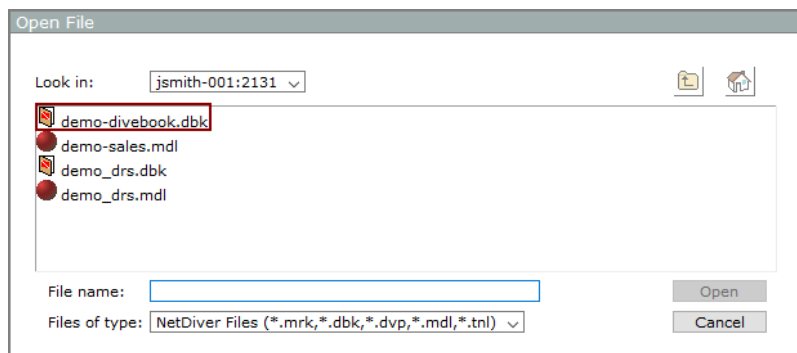 Open File
Look in: jsmith-001:2131
demo-divebook.dbk
demo-sales.mdl
demo_drs.dbk
demo_drs.mdl
File name: Open
Files of type: NetDiver Files (*.mrk,*.dbk,*.dvp,*.mdl,*.tnl) Cancel